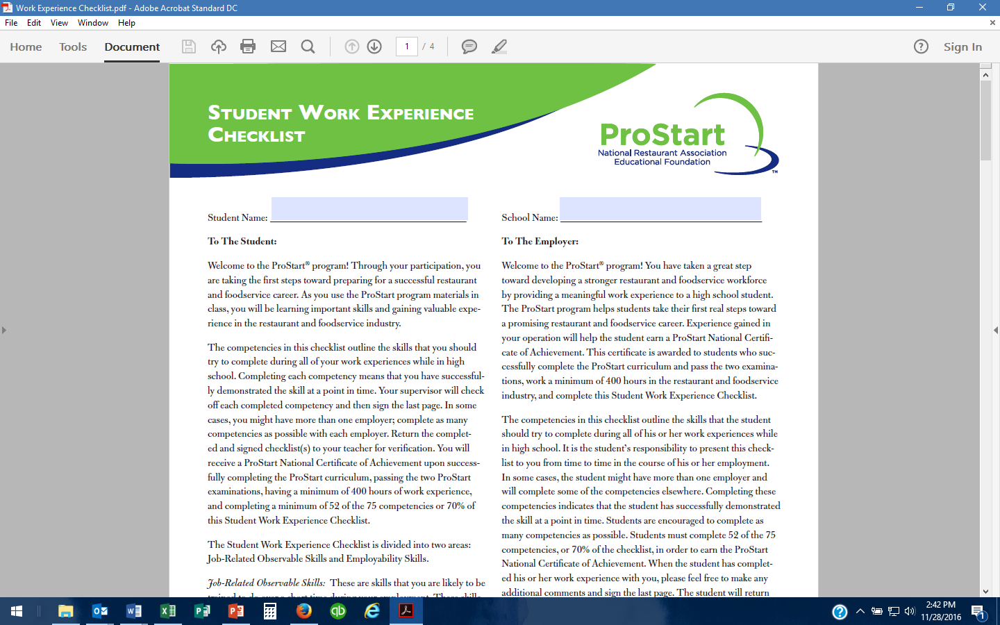 Work Experience Checklist.pdf - Adobe Acrobat Standard DC
File Edit View Window Help
Home Tools Document 1 / 4 Sign In
STUDENT WORK EXPERIENCE
CHECKLIST
ProStart
National Restaurant Association
Educational Foundation
TM
Student Name:
To The Student:
Welcome to the ProStart® program! Through your participation, you
are taking the first steps toward preparing for a successful restaurant
and foodservice career. As you use the ProStart program materials in
class, you will be learning important skills and gaining valuable expe-
rience in the restaurant and foodservice industry.
The competencies in this checklist outline the skills that you should
try to complete during all of your work experiences while in high
school. Completing each competency means that you have successful-
ly demonstrated the skill at a point in time. Your supervisor will check
off each completed competency and then sign the last page. In some
cases, you might have more than one employer; complete as many
competencies as possible with each employer. Return the complet-
ed and signed checklist(s) to your teacher for verification. You will
receive a ProStart National Certificate of Achievement upon success-
fully completing the ProStart curriculum, passing the two ProStart
examinations, having a minimum of 400 hours of work experience,
and completing a minimum of 52 of the 75 competencies or 70% of
this Student Work Experience Checklist.
The Student Work Experience Checklist is divided into two areas:
Job-Related Observable Skills and Employability Skills.
Job-Related Observable Skills: These are skills that you are likely to be
School Name:
To The Employer:
Welcome to the ProStart® program! You have taken a great step
toward developing a stronger restaurant and foodservice workforce
by providing a meaningful work experience to a high school student.
The ProStart program helps students take their first real steps toward
a promising restaurant and foodservice career. Experience gained in
your operation will help the student earn a ProStart National Certifi-
cate of Achievement. This certificate is awarded to students who suc-
cessfully complete the ProStart curriculum and pass the two examina-
tions, work a minimum of 400 hours in the restaurant and foodservice
industry, and complete this Student Work Experience Checklist.
The competencies in this checklist outline the skills that the student
should try to complete during all of his or her work experiences while
in high school. It is the student's responsibility to present this check-
list to you from time to time in the course of his or her employment.
In some cases, the student might have more than one employer and
will complete some of the competencies elsewhere. Completing these
competencies indicates that the student has successfully demonstrated
the skill at a point in time. Students are encouraged to complete as
many competencies as possible. Students must complete 52 of the 75
competencies, or 70% of the checklist, in order to earn the ProStart
National Certificate of Achievement. When the student has complet-
ed his or her work experience with you, please feel free to make any
additional comments and sign the last page. The student will return
2:42 PM
11/28/2016
1